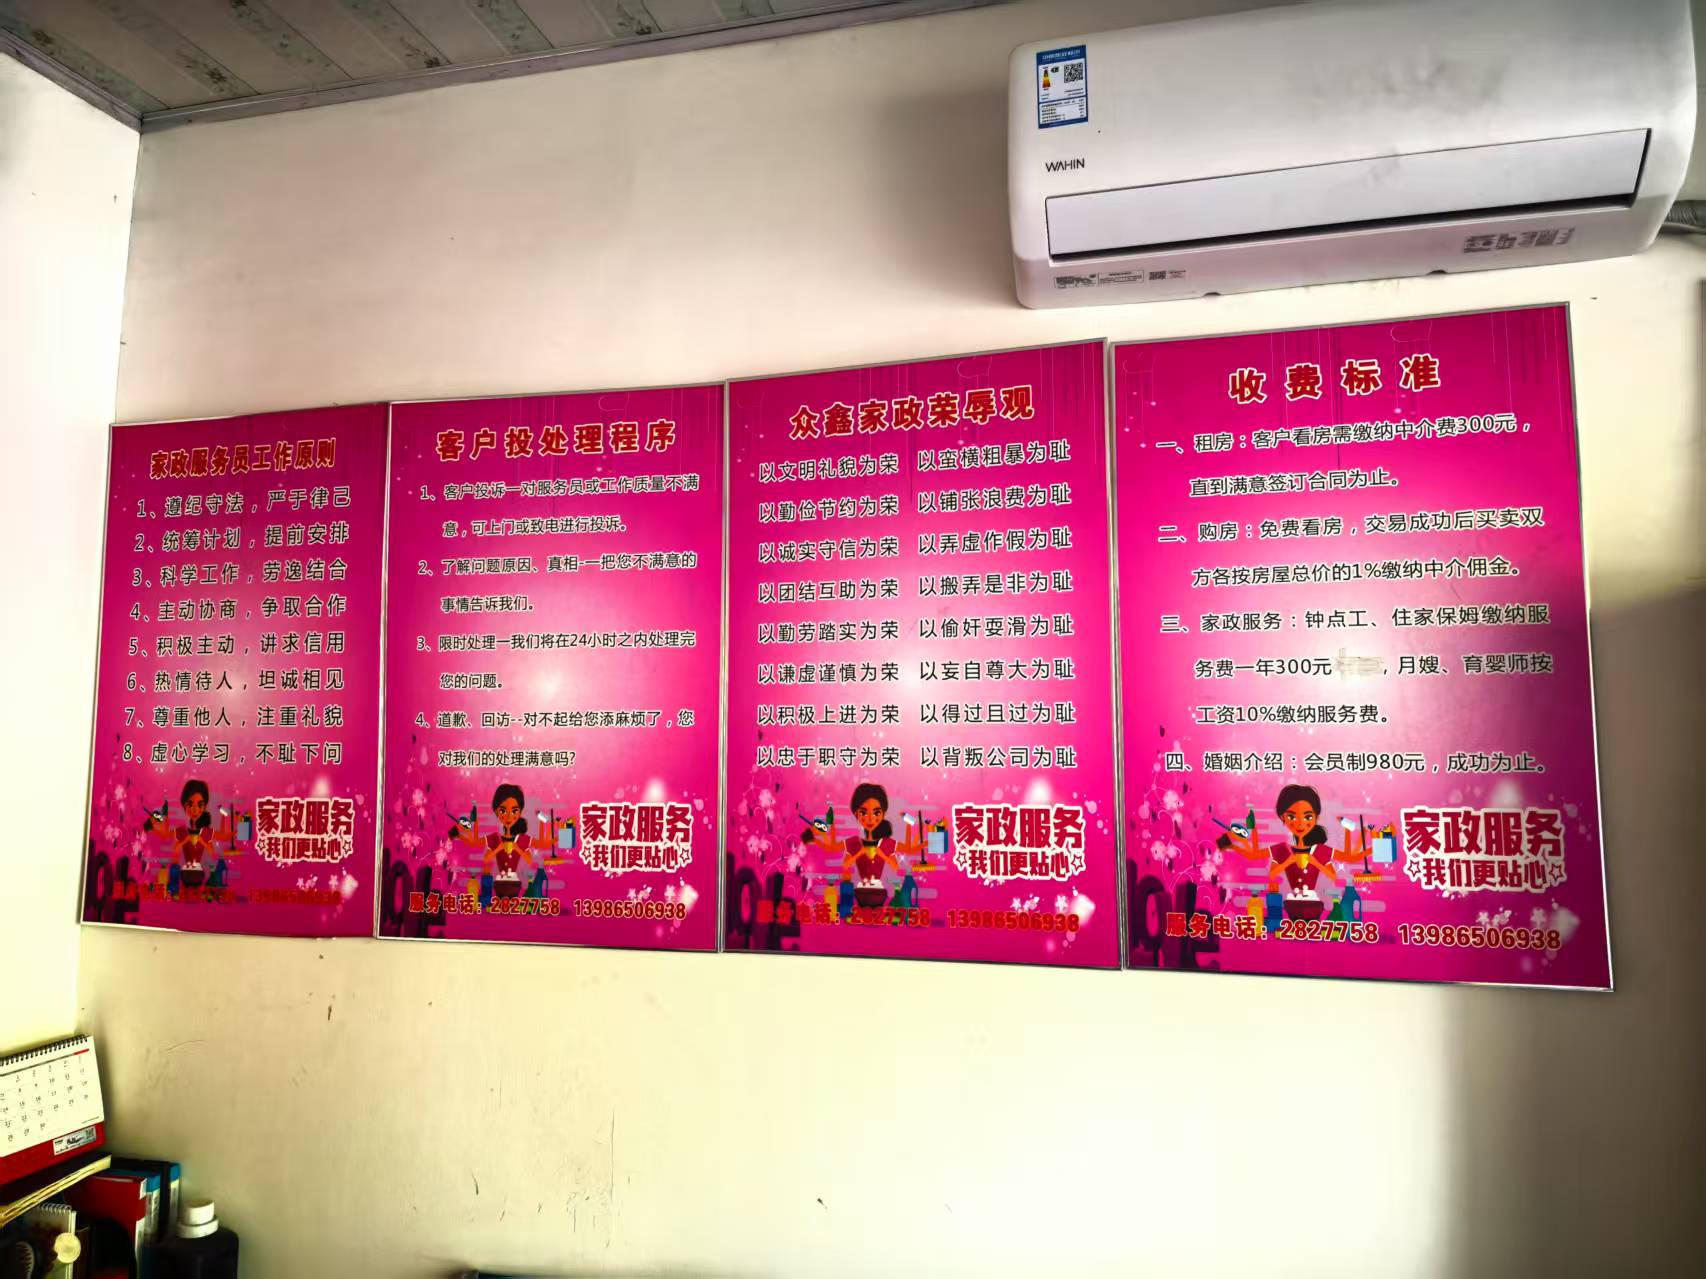 WAHIN
家政服务员工作原则
1、遵纪守法，严于律己
2、统筹计划，提前安排
3、科学工作，劳逸结合
4、主动协商，争取合作
5、积极主动，讲求信用
6、热情待人，坦诚相见
7、尊重他人，注重礼貌
8、虚心学习，不耻下问
家政服务
我们更贴心
服务电话：
13986506938
客户投处理程序
1、客户投诉一对服务员或工作质量不满
意，可上门或致电进行投诉。
2、了解问题原因、真相-一把您不满意的
事情告诉我们。
3、限时处理一我们将在24小时之内处理完
您的问题。
4、道歉、回访--对不起给您添麻烦了，您
对我们的处理满意吗?
家政服务
我们更贴心
服务电话：2827758 13986506938
众鑫家政荣辱观
以文明礼貌为荣 以蛮横粗暴为耻
以勤俭节约为荣 以铺张浪费为耻
以诚实守信为荣 以弄虚作假为耻
以团结互助为荣 以搬弄是非为耻
以勤劳踏实为荣 以偷奸耍滑为耻
以谦虚谨慎为荣 以妄自尊大为耻
以积极上进为荣 以得过且过为耻
以忠于职守为荣 以背叛公司为耻
家政服务
我们更贴心
服务电话：2827758 13986506938
收费标准
一、租房：客户看房需缴纳中介费300元，
直到满意签订合同为止。
二、购房：免费看房，交易成功后买卖双
方各按房屋总价的1%缴纳中介佣金。
三、家政服务：钟点工、住家保姆缴纳服
务费一年300元，月嫂、育婴师按
工资10%缴纳服务费。
四、婚姻介绍：会员制980元，成功为止。
家政服务
我们更贴心
服务电话：2827758 13986506938